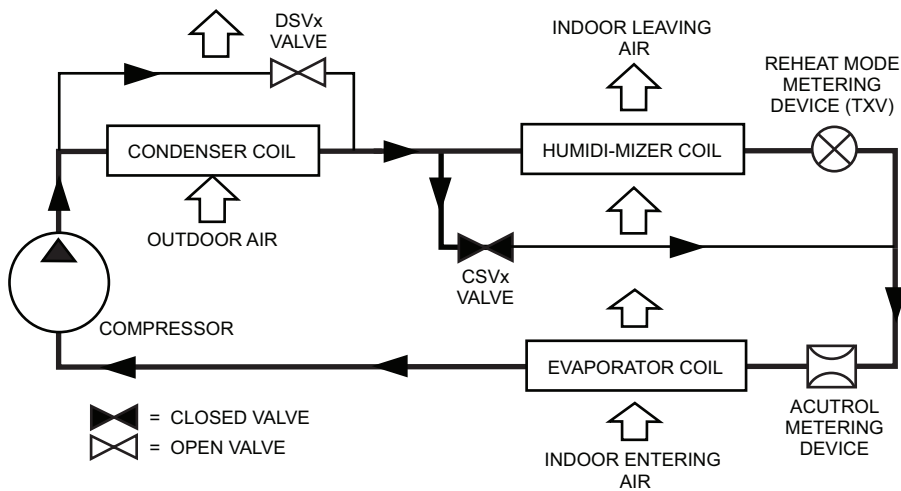 DSVx
VALVE
INDOOR LEAVING
AIR
REHEAT MODE
METERING
DEVICE (TXV)
CONDENSER COIL
HUMIDI-MIZER COIL
OUTDOOR AIR
CSVx
VALVE
COMPRESSOR
EVAPORATOR COIL
= CLOSED VALVE
= OPEN VALVE
ACUTROL
METERING
DEVICE
INDOOR ENTERING
AIR